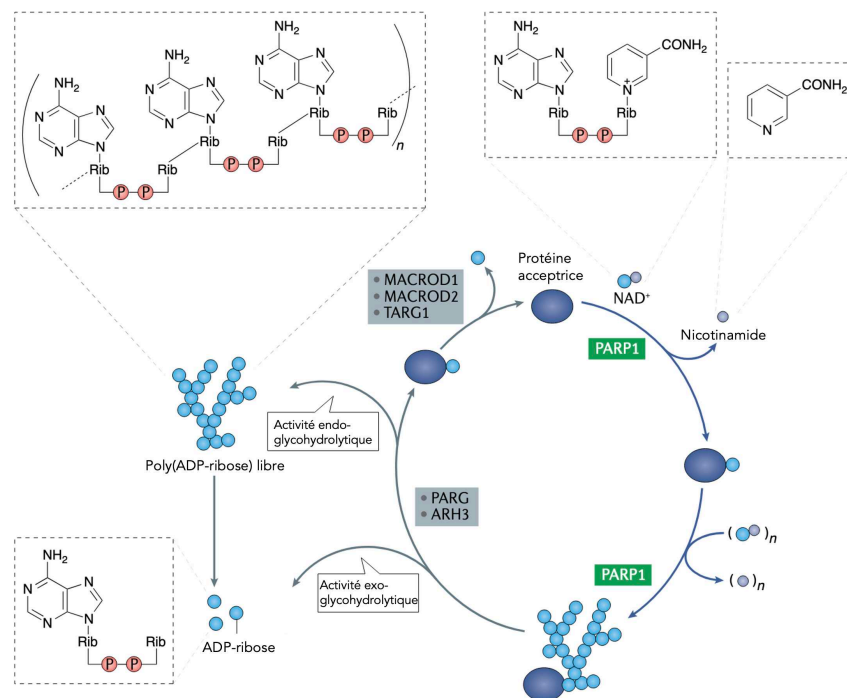 NH₂
N
N
N
N
Rib
P
P
Rib
NH₂
N
N
N
N
Rib
P
P
Rib
NH₂
N
N
N
N
Rib
P
P
Rib
n
NH₂
N
N
N
N
Rib
P
P
Rib
N
+
CONH₂
CONH₂
N
MACROD1
MACROD2
TARG1
Protéine
acceptrice
NAD⁺
Nicotinamide
PARP1
Activité endo-
glycohydrolytique
Poly(ADP-ribose) libre
PARG
ARH3
( )n
( )n
PARP1
Activité exo-
glycohydrolytique
NH₂
N
N
N
N
Rib
P
P
Rib
ADP-ribose